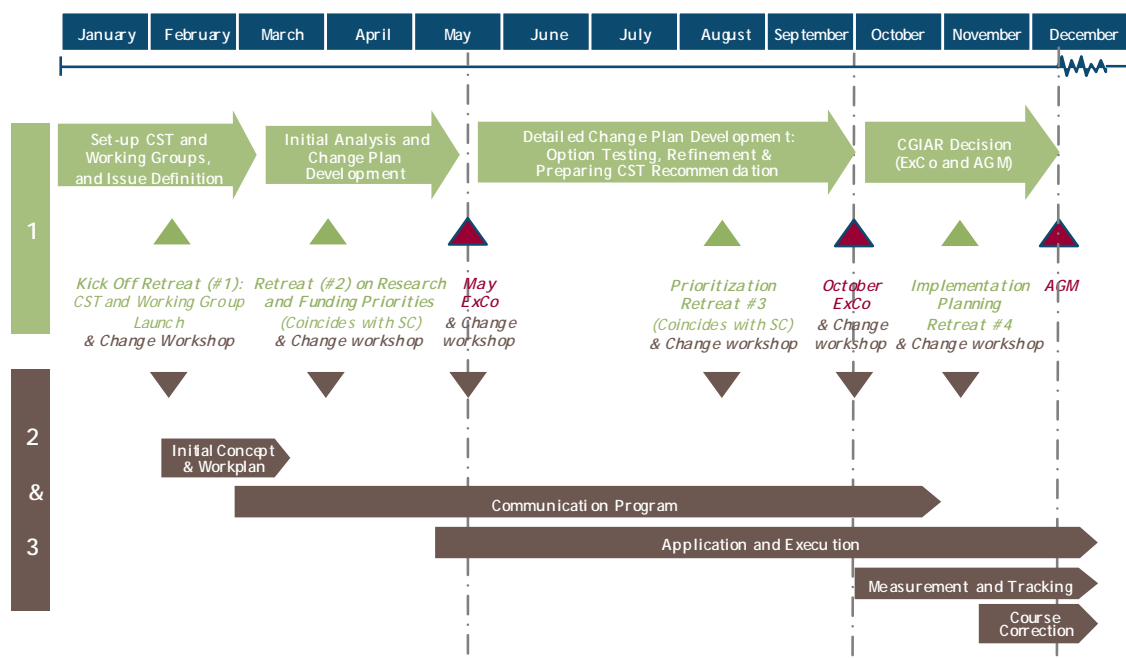 January February March April May June July August September October November December
Set-up CST and
Working Groups,
and Issue Definition
Initial Analysis and
Change Plan
Development
Detailed Change Plan Development:
Option Testing, Refinement &
Preparing CST Recommendation
CGIAR Decision
(ExCo and AGM)
1
Kick Off Retreat (#1):
CST and Working Group
Launch
& Change Workshop
Retreat (#2) on Research
and Funding Priorities
(Coincides with SC)
& Change workshop
May
ExCo
& Change
workshop
Prioritization
Retreat #3
(Coincides with SC)
& Change workshop
October
ExCo
& Change
workshop
Implementation
Planning
Retreat #4
& Change workshop
AGM
2
&
3
Initial Concept
& Workplan
Communication Program
Application and Execution
Measurement and Tracking
Course
Correction